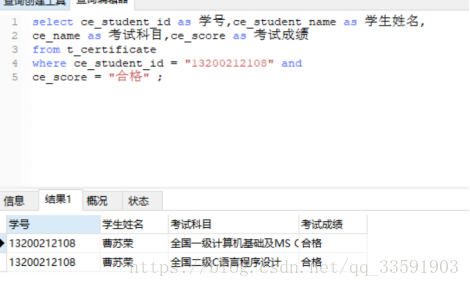 查询创建工具 查询编辑器
1 select ce_student_id as 学号,ce_student_name as 学生姓名,
2 ce_name as 考试科目,ce_score as 考试成绩
3 from t_certificate
4 where ce_student_id = "13200212108" and
5 ce_score = "合格" ;
信息 结果1 概况 状态
学号 学生姓名 考试科目 考试成绩
13200212108 曹苏荣 全国一级计算机基础及MS O 合格
13200212108 曹苏荣 全国二级C语言程序设计 合格
https://blog.csdn.net/qq_33591903